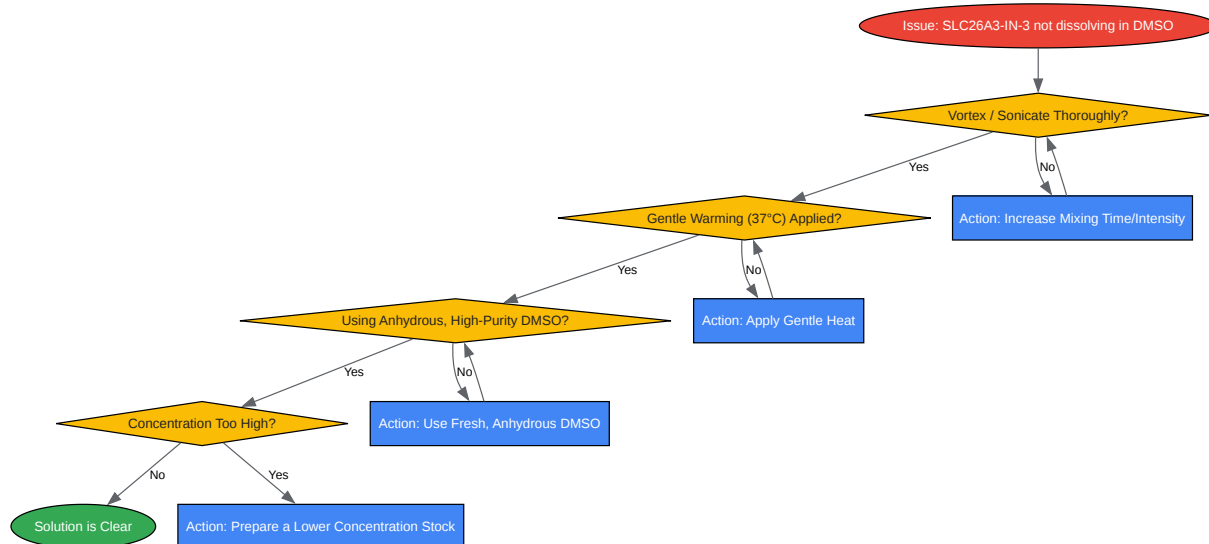 Issue: SLC26A3-IN-3 not dissolving in DMSO
Vortex / Sonicate Thoroughly?
Yes
No
Gentle Warming (37°C) Applied?
Action: Increase Mixing Time/Intensity
Yes
No
Using Anhydrous, High-Purity DMSO?
Action: Apply Gentle Heat
Yes
No
Concentration Too High?
Action: Use Fresh, Anhydrous DMSO
No
Yes
Solution is Clear
Action: Prepare a Lower Concentration Stock